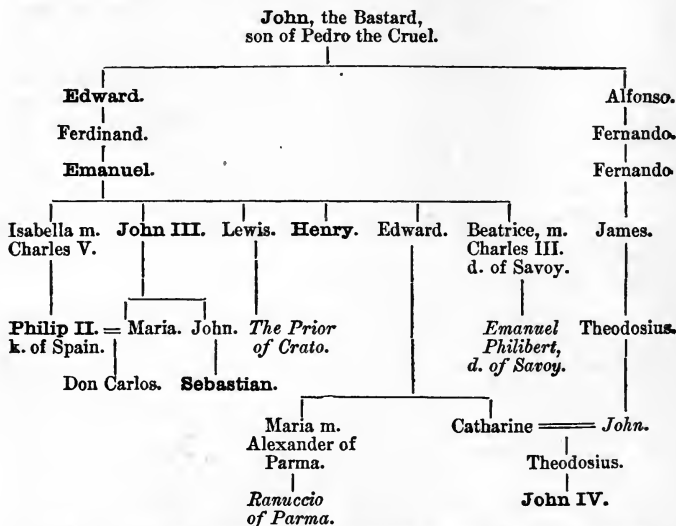 John, the Bastard,
son of Pedro the Cruel.
Edward. Alfonso.
Ferdinand. Fernando.
Emanuel. Fernando
Isabella m. John III. Lewis. Henry. Edward. Beatrice, m. James.
Charles V. Charles III.
d. of Savoy.
Philip II. = Maria. John. The Prior Emanuel Theodosius.
k. of Spain. of Crato. Philibert,
Don Carlos. Sebastian. d. of Savoy.
Maria m. Catharine === John.
Alexander of
Parma. Theodosius.
Ranuccio John IV.
of Parma.